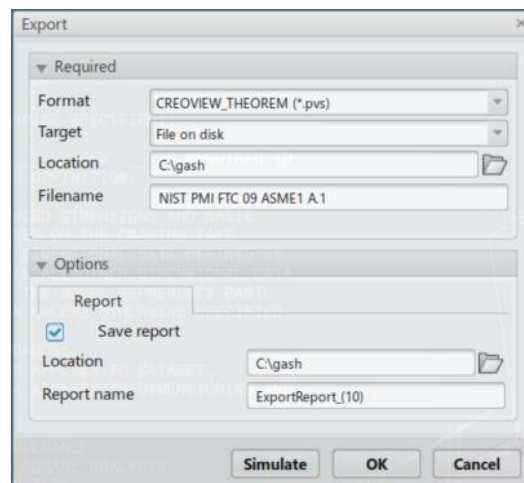 Export
Required
Format CREOVIEW_THEOREM (*.pvs)
Target File on disk
Location C:\gash
Filename NIST PMI FTC 09 ASME1 A.1
Options
Report
Save report
Location C:\gash
Report name ExportReport_(10)
Simulate OK Cancel